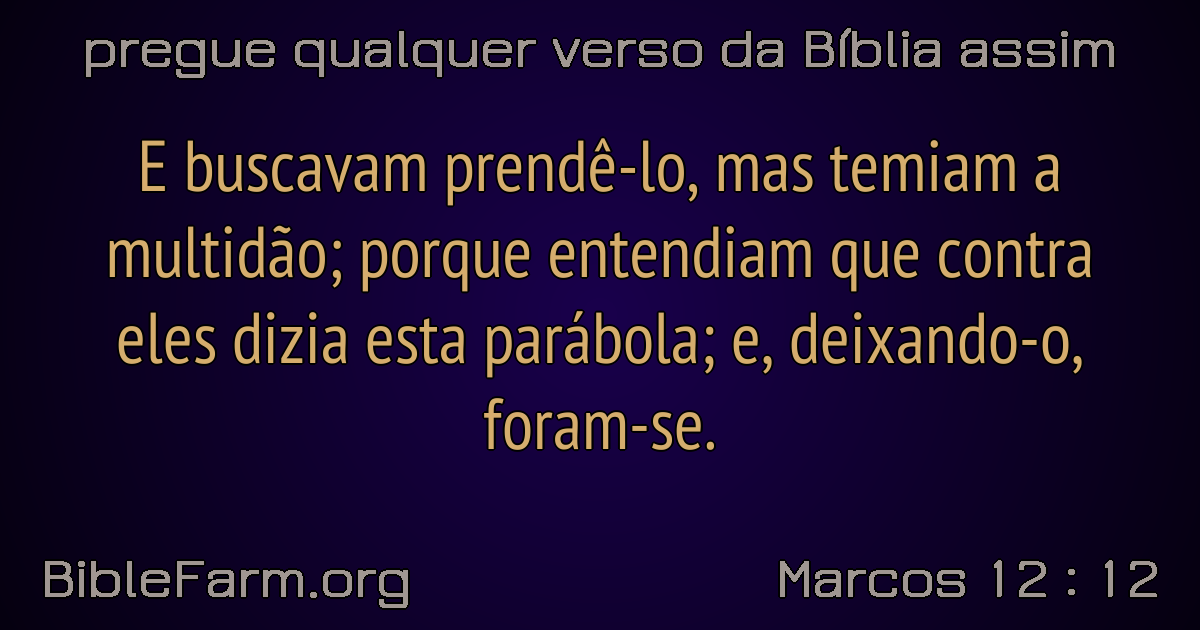 pregue qualquer verso da Bíblia assim
E buscavam prendê-lo, mas temiam a
multidão; porque entendiam que contra
eles dizia esta parábola; e, deixando-o,
foram-se.
BibleFarm.org
Marcos 12 : 12